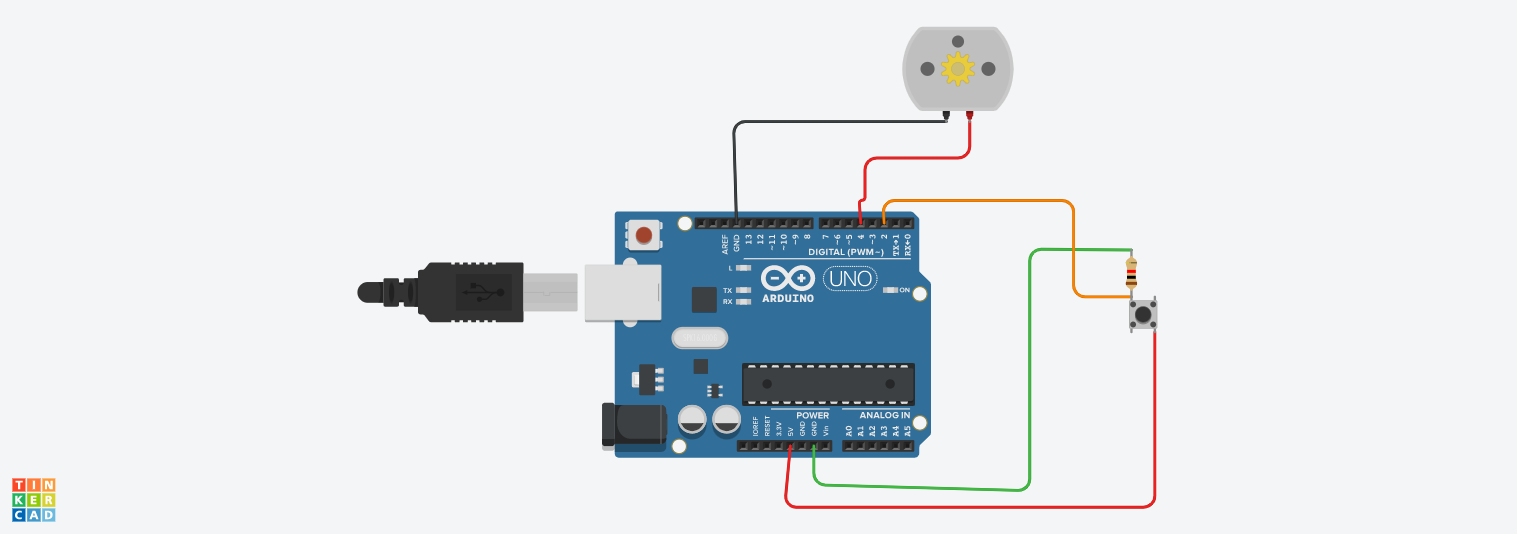 AREF
GND
13
12
~11
~10
~9
8
7
~6
~5
4
~3
2
TX→1
RX←0
DIGITAL (PWM~)
L
TX
RX
ARDUINO
UNO
ON
POWER
ANALOG IN
IOREF
RESET
3.3V
5V
GND
GND
Vin
A0
A1
A2
A3
A4
A5
TIN
KER
CAD